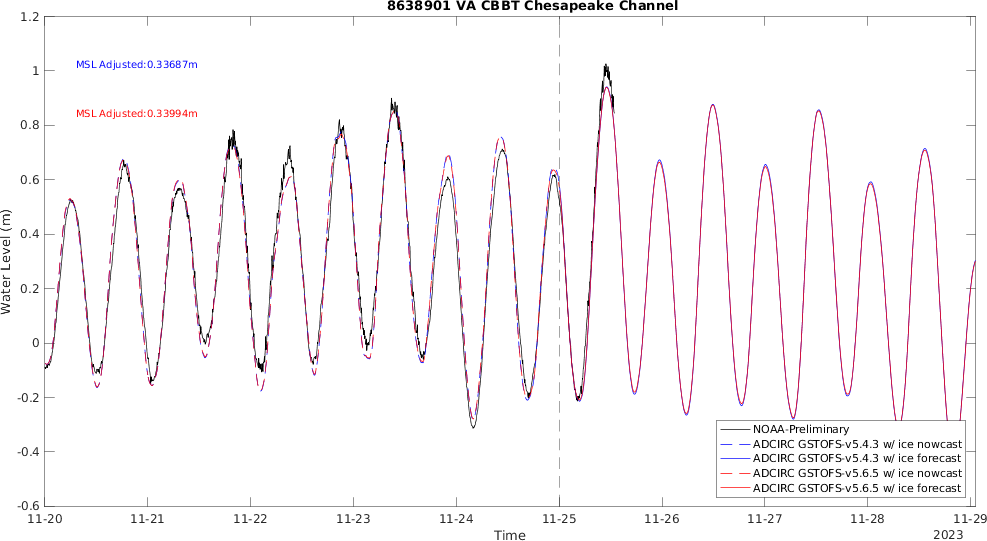 8638901 VA CBBT Chesapeake Channel
1.2
1
0.8
0.6
0.4
0.2
0
-0.2
-0.4
-0.6
Water Level (m)
MSL Adjusted:0.33687m
MSL Adjusted:0.33994m
NOAA-Preliminary
ADCIRC GSTOFS-v5.4.3 w/ ice nowcast
ADCIRC GSTOFS-v5.4.3 w/ ice forecast
ADCIRC GSTOFS-v5.6.5 w/ ice nowcast
ADCIRC GSTOFS-v5.6.5 w/ ice forecast
11-20 11-21 11-22 11-23 11-24 11-25 11-26 11-27 11-28 11-29
Time
2023